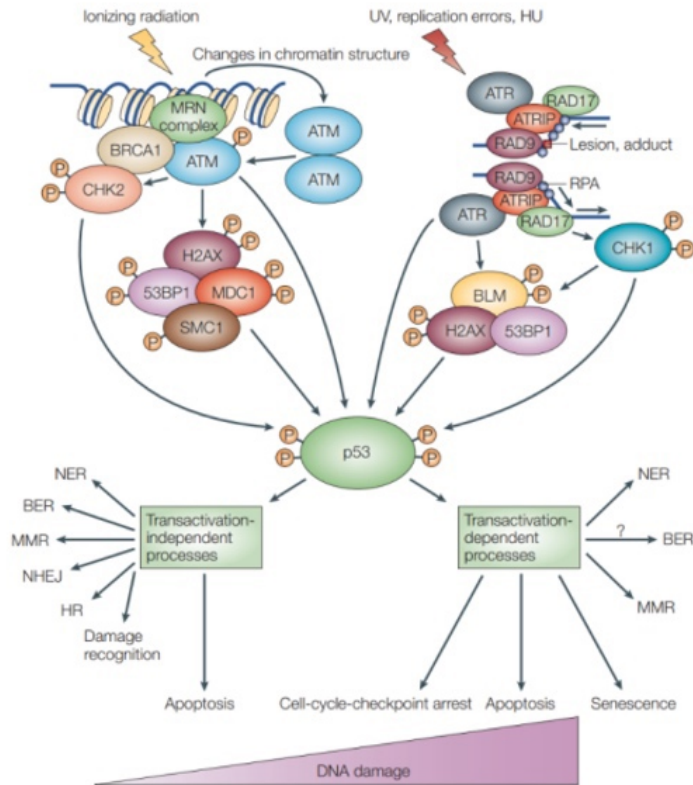 Ionizing radiation
UV, replication errors, HU
Changes in chromatin structure
MRN
complex
BRCA1
ATM
P
ATM
ATM
P
P
CHK2
ATR
RAD17
ATRIP
RAD9
Lesion, adduct
RAD9
RPA
ATRIP
ATR
RAD17
P
CHK1
P
P
H2AX
P
P
53BP1
MDC1
P
P
SMC1
P
BLM
P
P
P
H2AX
53BP1
P
P
P
p53
P
P
NER
BER
MMR
NHEJ
HR
Damage
recognition
Transactivation-
independent
processes
Transactivation-
dependent
processes
NER
?
BER
MMR
Apoptosis
Cell-cycle-checkpoint arrest
Apoptosis
Senescence
DNA damage